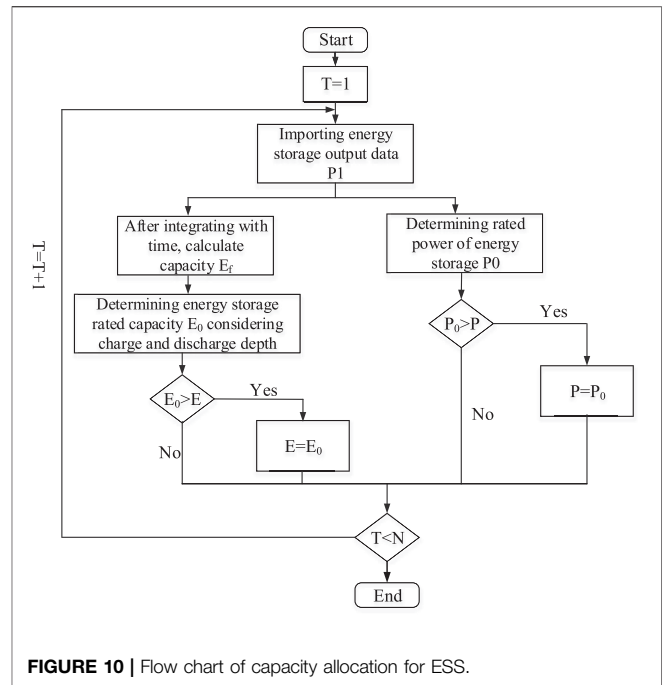 Start
T=1
Importing energy
storage output data
P1
After integrating with
time, calculate
capacity E_f
Determining rated
power of energy
storage P0
T=T+1
Determining energy storage
rated capacity E₀ considering
charge and discharge depth
P₀>P
Yes
E₀>E
Yes
P=P₀
No
No
E=E₀
T<N
End
FIGURE 10 | Flow chart of capacity allocation for ESS.